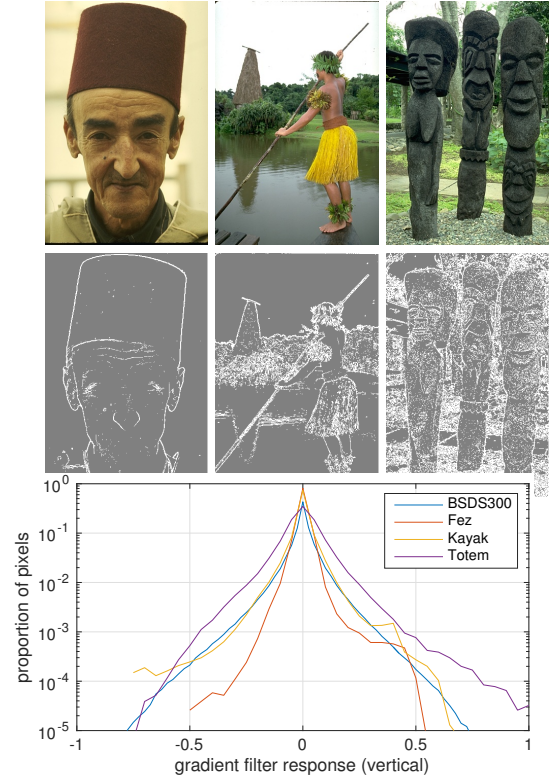 10^0
10^-1
10^-2
10^-3
10^-4
10^-5
proportion of pixels
BSDS300
Fez
Kayak
Totem
-1
-0.5
0
0.5
1
gradient filter response (vertical)